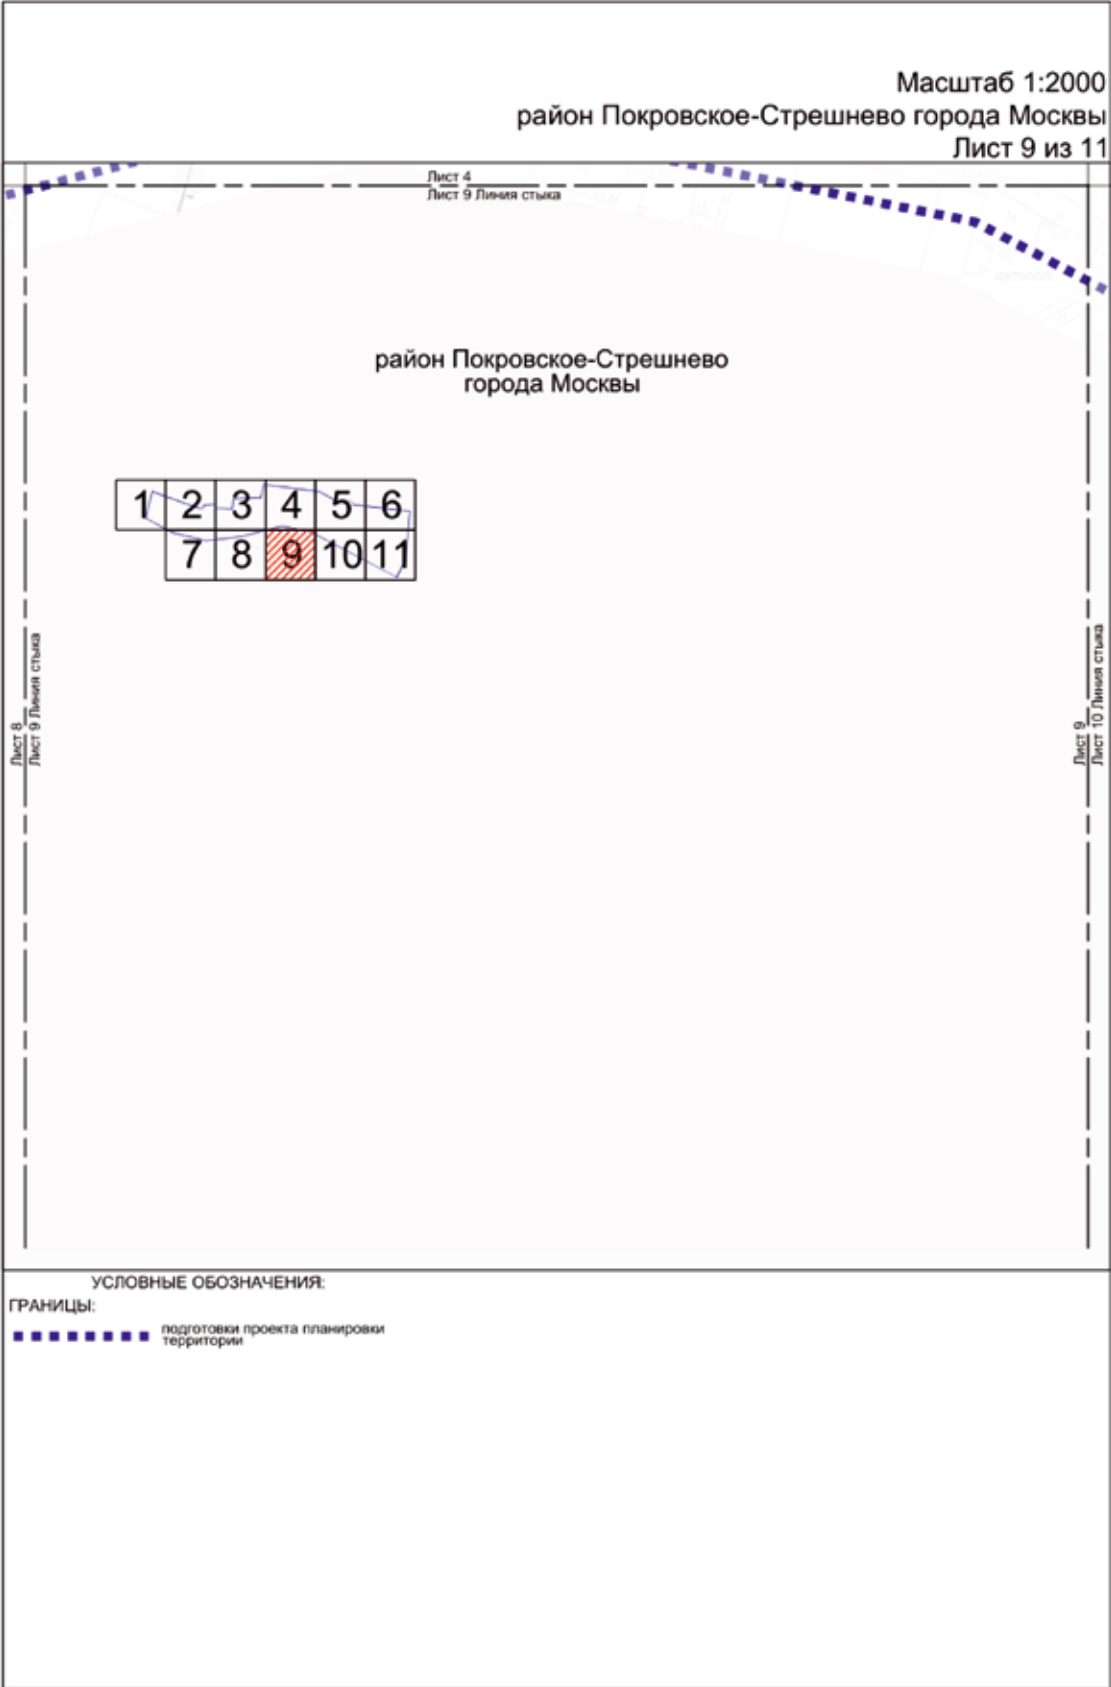 Масштаб 1:2000
район Покровское-Стрешнево города Москвы
Лист 9 из 11
Лист 4
Лист 9 Линия стыка
район Покровское-Стрешнево
города Москвы
1 2 3 4 5 6
7 8 9 10 11
Лист 8
Лист 9 Линия стыка
Лист 9
Лист 10 Линия стыка
УСЛОВНЫЕ ОБОЗНАЧЕНИЯ:
ГРАНИЦЫ:
подготовки проекта планировки
территории